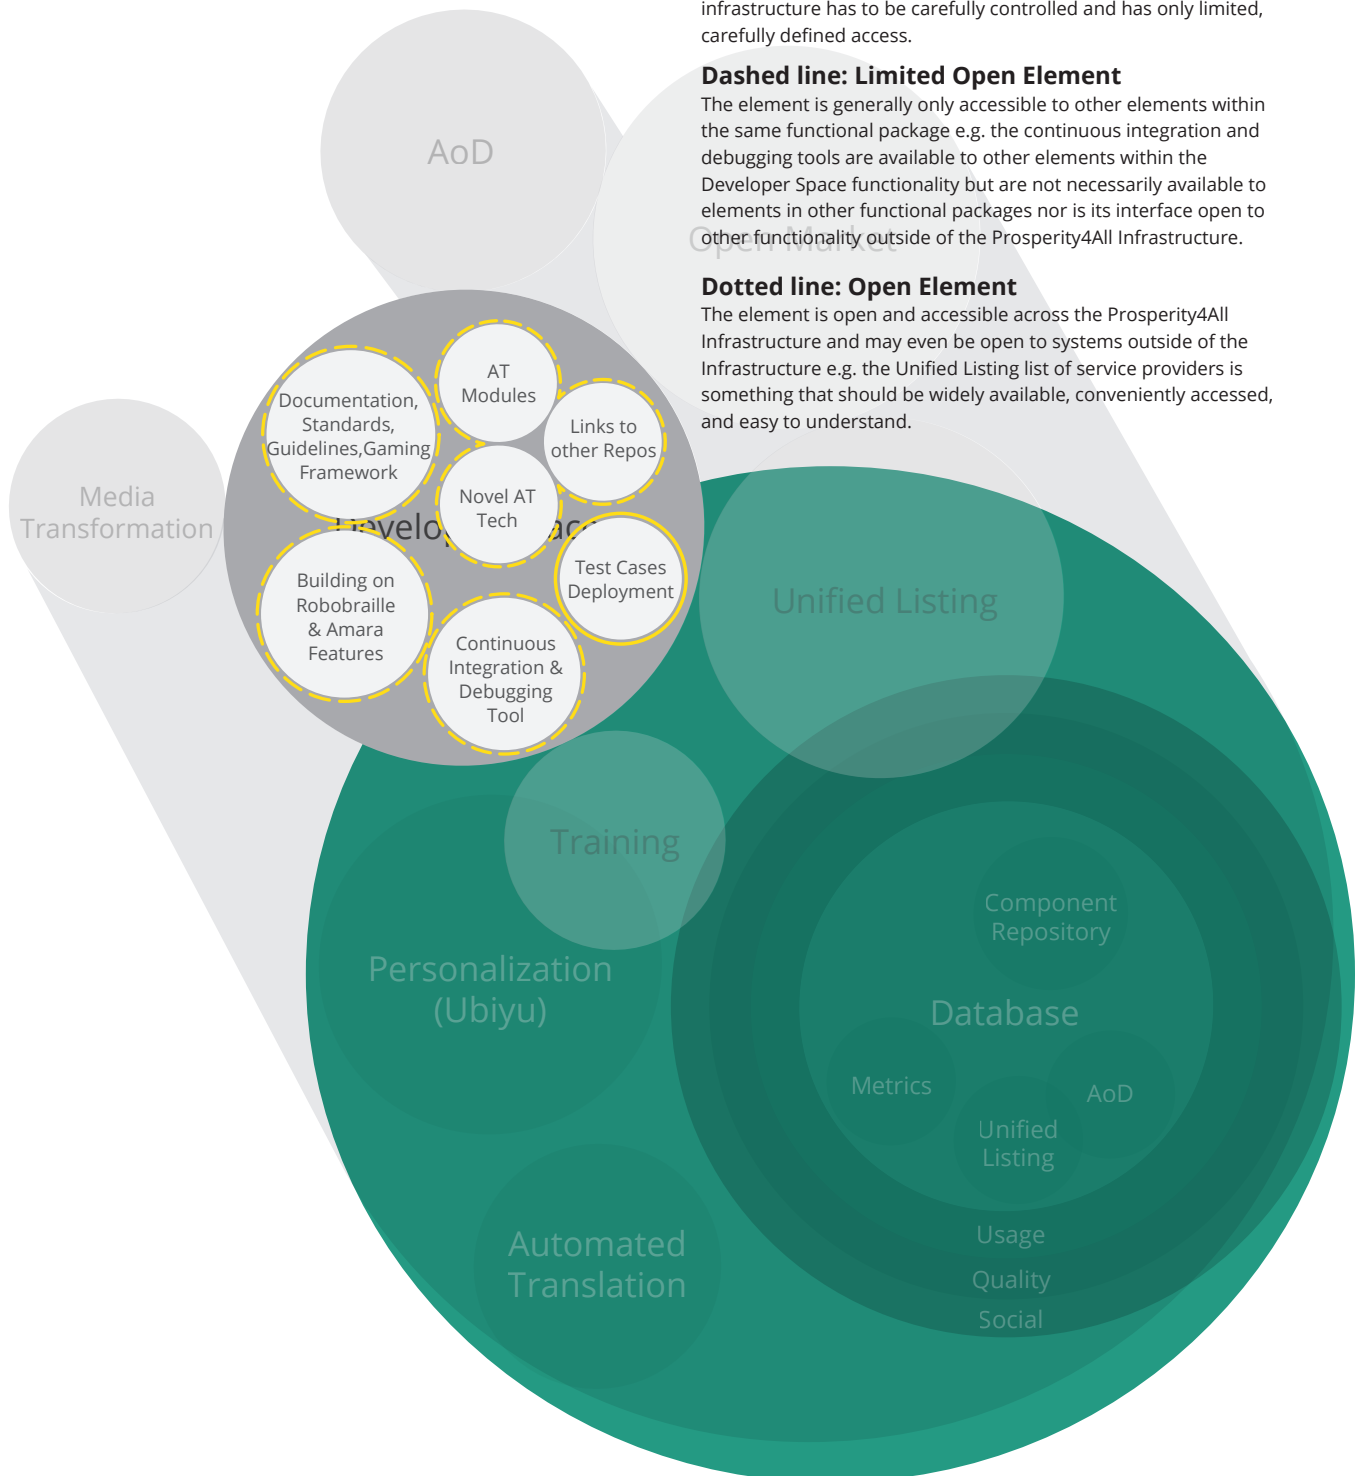 infrastructure has to be carefully controlled and has only limited,
carefully defined access.
Dashed line: Limited Open Element
The element is generally only accessible to other elements within
the same functional package e.g. the continuous integration and
debugging tools are available to other elements within the
Developer Space functionality but are not necessarily available to
elements in other functional packages nor is its interface open to
other functionality outside of the Prosperity4All Infrastructure.
Dotted line: Open Element
The element is open and accessible across the Prosperity4All
Infrastructure and may even be open to systems outside of the
Infrastructure e.g. the Unified Listing list of service providers is
something that should be widely available, conveniently accessed,
and easy to understand.
AoD
Open Market
AT
Modules
Documentation,
Standards,
Guidelines,Gaming
Framework
Links to
other Repos
Media
Transformation
Novel AT
Tech
Test Cases
Deployment
Building on
Robobraille
& Amara
Features
Continuous
Integration &
Debugging
Tool
Unified Listing
Training
Personalization
(Ubiyu)
Component
Repository
Database
Metrics
AoD
Unified
Listing
Automated
Translation
Usage
Quality
Social